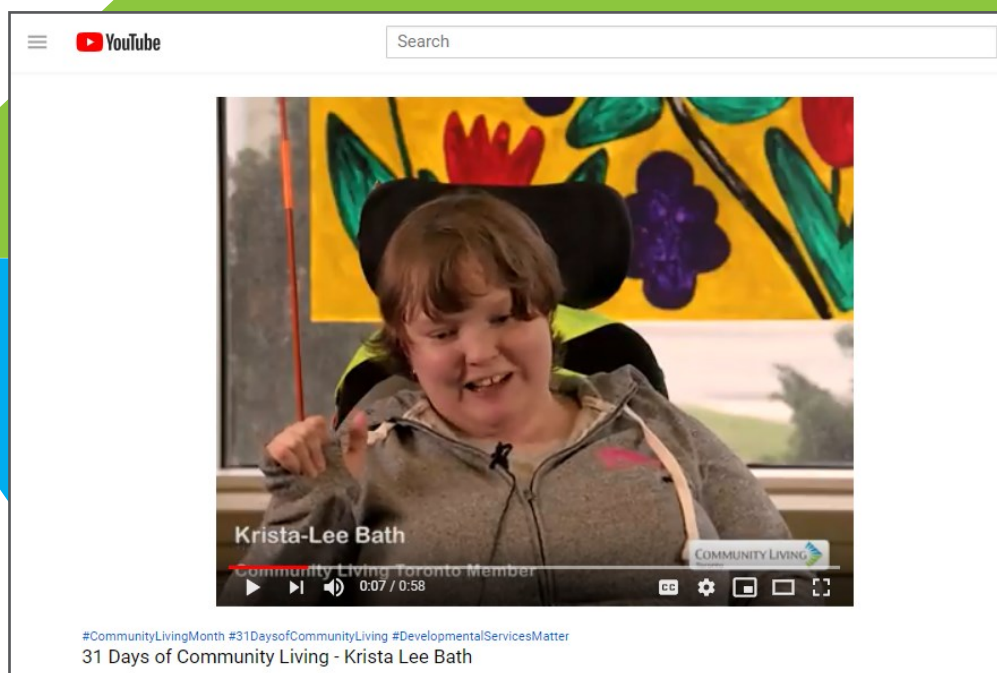 YouTube
Search
Krista-Lee Bath
Community Living Toronto Member
COMMUNITY LIVING
0:07 / 0:58
CC
#CommunityLivingMonth #31DaysofCommunityLiving #DevelopmentalServicesMatter
31 Days of Community Living - Krista Lee Bath